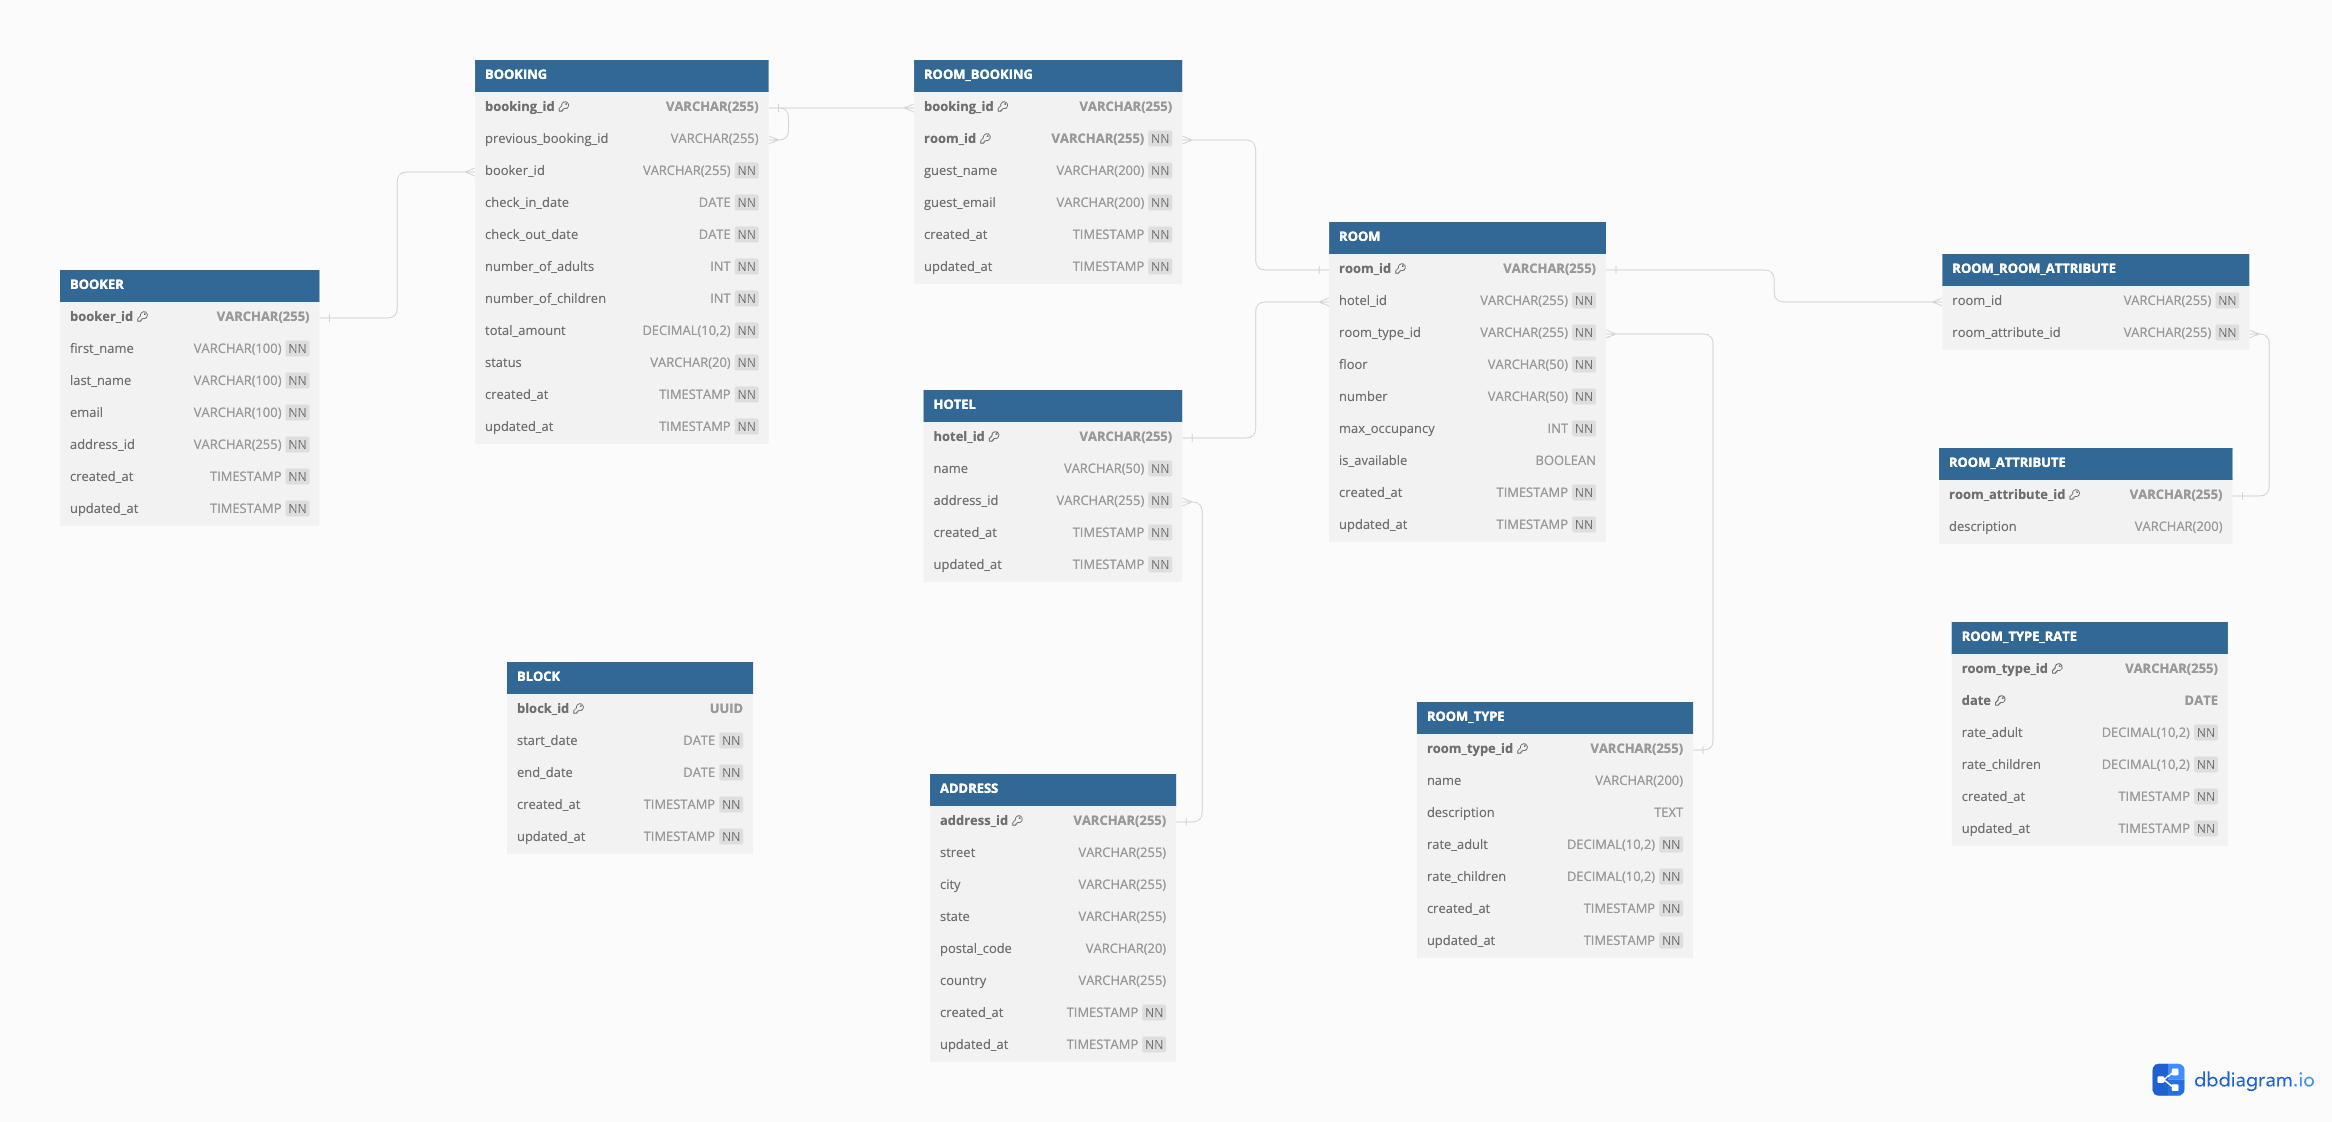 BOOKING
booking_id VARCHAR(255)
previous_booking_id VARCHAR(255)
booker_id VARCHAR(255) NN
check_in_date DATE NN
check_out_date DATE NN
number_of_adults INT NN
number_of_children INT NN
total_amount DECIMAL(10,2) NN
status VARCHAR(20) NN
created_at TIMESTAMP NN
updated_at TIMESTAMP NN
ROOM_BOOKING
booking_id VARCHAR(255)
room_id VARCHAR(255) NN
guest_name VARCHAR(200) NN
guest_email VARCHAR(200) NN
created_at TIMESTAMP NN
updated_at TIMESTAMP NN
ROOM
room_id VARCHAR(255)
hotel_id VARCHAR(255) NN
room_type_id VARCHAR(255) NN
floor VARCHAR(50) NN
number VARCHAR(50) NN
max_occupancy INT NN
is_available BOOLEAN
created_at TIMESTAMP NN
updated_at TIMESTAMP NN
ROOM_ROOM_ATTRIBUTE
room_id VARCHAR(255) NN
room_attribute_id VARCHAR(255) NN
BOOKER
booker_id VARCHAR(255)
first_name VARCHAR(100) NN
last_name VARCHAR(100) NN
email VARCHAR(100) NN
address_id VARCHAR(255) NN
created_at TIMESTAMP NN
updated_at TIMESTAMP NN
HOTEL
hotel_id VARCHAR(255)
name VARCHAR(50) NN
address_id VARCHAR(255) NN
created_at TIMESTAMP NN
updated_at TIMESTAMP NN
ROOM_ATTRIBUTE
room_attribute_id VARCHAR(255)
description VARCHAR(200)
ROOM_TYPE_RATE
room_type_id VARCHAR(255)
date DATE
rate_adult DECIMAL(10,2) NN
rate_children DECIMAL(10,2) NN
created_at TIMESTAMP NN
updated_at TIMESTAMP NN
BLOCK
block_id UUID
start_date DATE NN
end_date DATE NN
created_at TIMESTAMP NN
updated_at TIMESTAMP NN
ROOM_TYPE
room_type_id VARCHAR(255)
name VARCHAR(200)
description TEXT
rate_adult DECIMAL(10,2) NN
rate_children DECIMAL(10,2) NN
created_at TIMESTAMP NN
updated_at TIMESTAMP NN
ADDRESS
address_id VARCHAR(255)
street VARCHAR(255)
city VARCHAR(255)
state VARCHAR(255)
postal_code VARCHAR(20)
country VARCHAR(255)
created_at TIMESTAMP NN
updated_at TIMESTAMP NN
dbdiagram.io